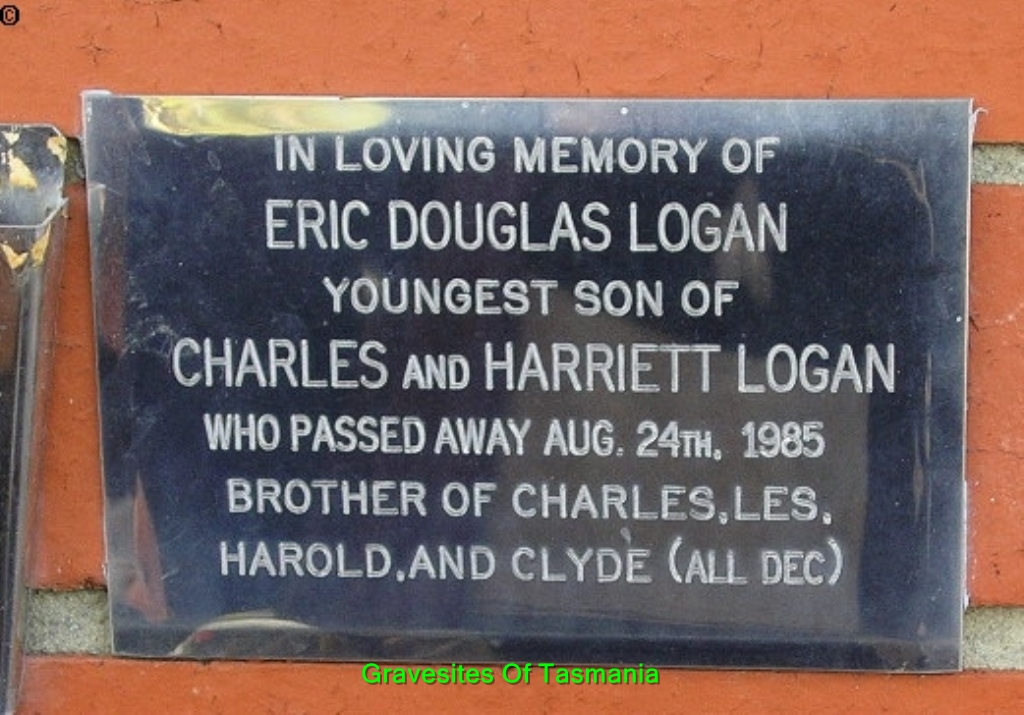 ©
IN LOVING MEMORY OF
ERIC DOUGLAS LOGAN
YOUNGEST SON OF
CHARLES AND HARRIETT LOGAN
WHO PASSED AWAY AUG. 24TH. 1985
BROTHER OF CHARLES, LES.
HAROLD, AND CLYDE (ALL DEC)
Gravesites Of Tasmania